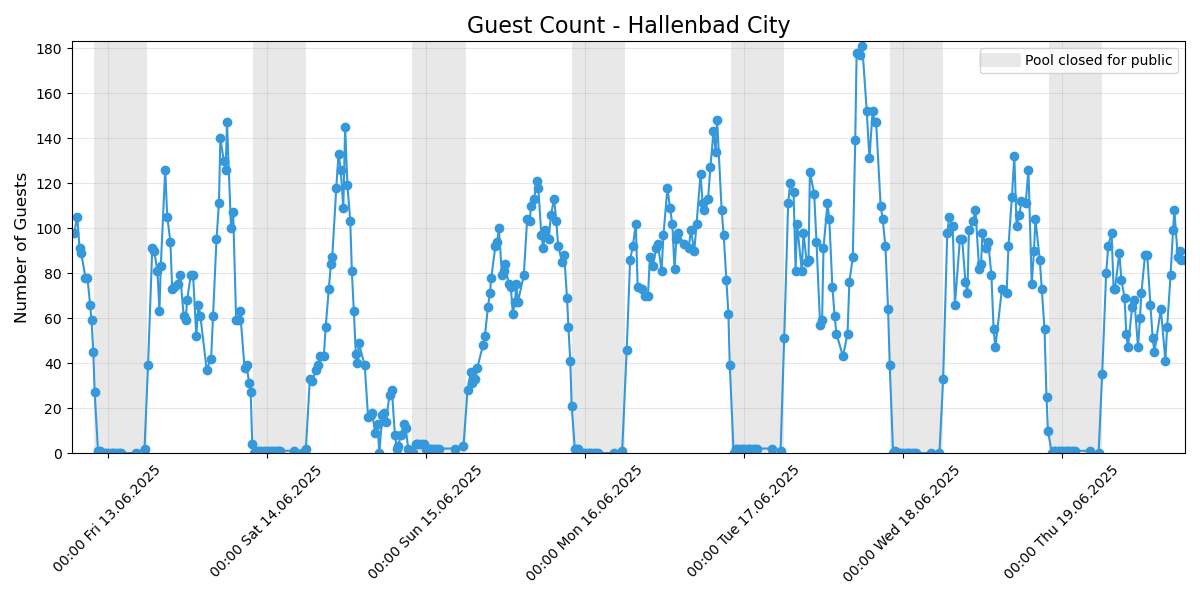 Guest Count - Hallenbad City
Pool closed for public
Number of Guests
180
160
140
120
100
80
60
40
20
0
00:00 Fri 13.06.2025
00:00 Sat 14.06.2025
00:00 Sun 15.06.2025
00:00 Mon 16.06.2025
00:00 Tue 17.06.2025
00:00 Wed 18.06.2025
00:00 Thu 19.06.2025